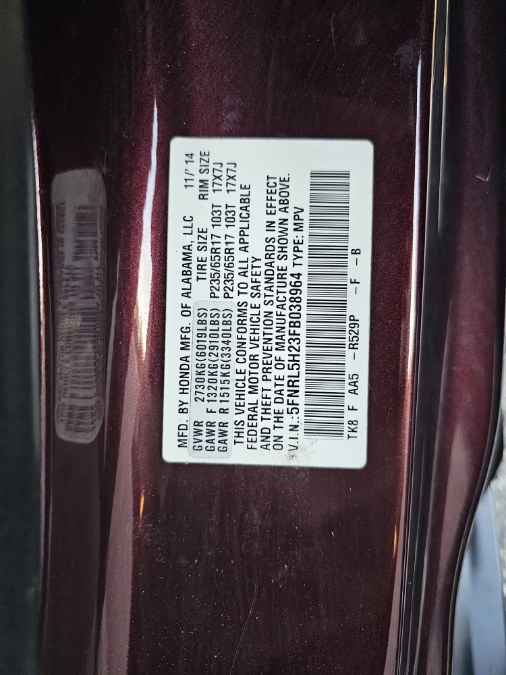 MFD. BY HONDA MFG. OF ALABAMA, LLC 11/'14
GVWR 2730KG(6019LBS) TIRE SIZE RIM SIZE
GAWR F 1320KG(2910LBS) P235/65R17 103T 17X7J
GAWR R 1515KG(3340LBS) P235/65R17 103T 17X7J
THIS VEHICLE CONFORMS TO ALL APPLICABLE
FEDERAL MOTOR VEHICLE SAFETY
AND THEFT PREVENTION STANDARDS IN EFFECT
ON THE DATE OF MANUFACTURE SHOWN ABOVE.
V.I.N.:5FNRL5H23FB038964 TYPE: MPV
TK8 F AA5 -R529P -F -B